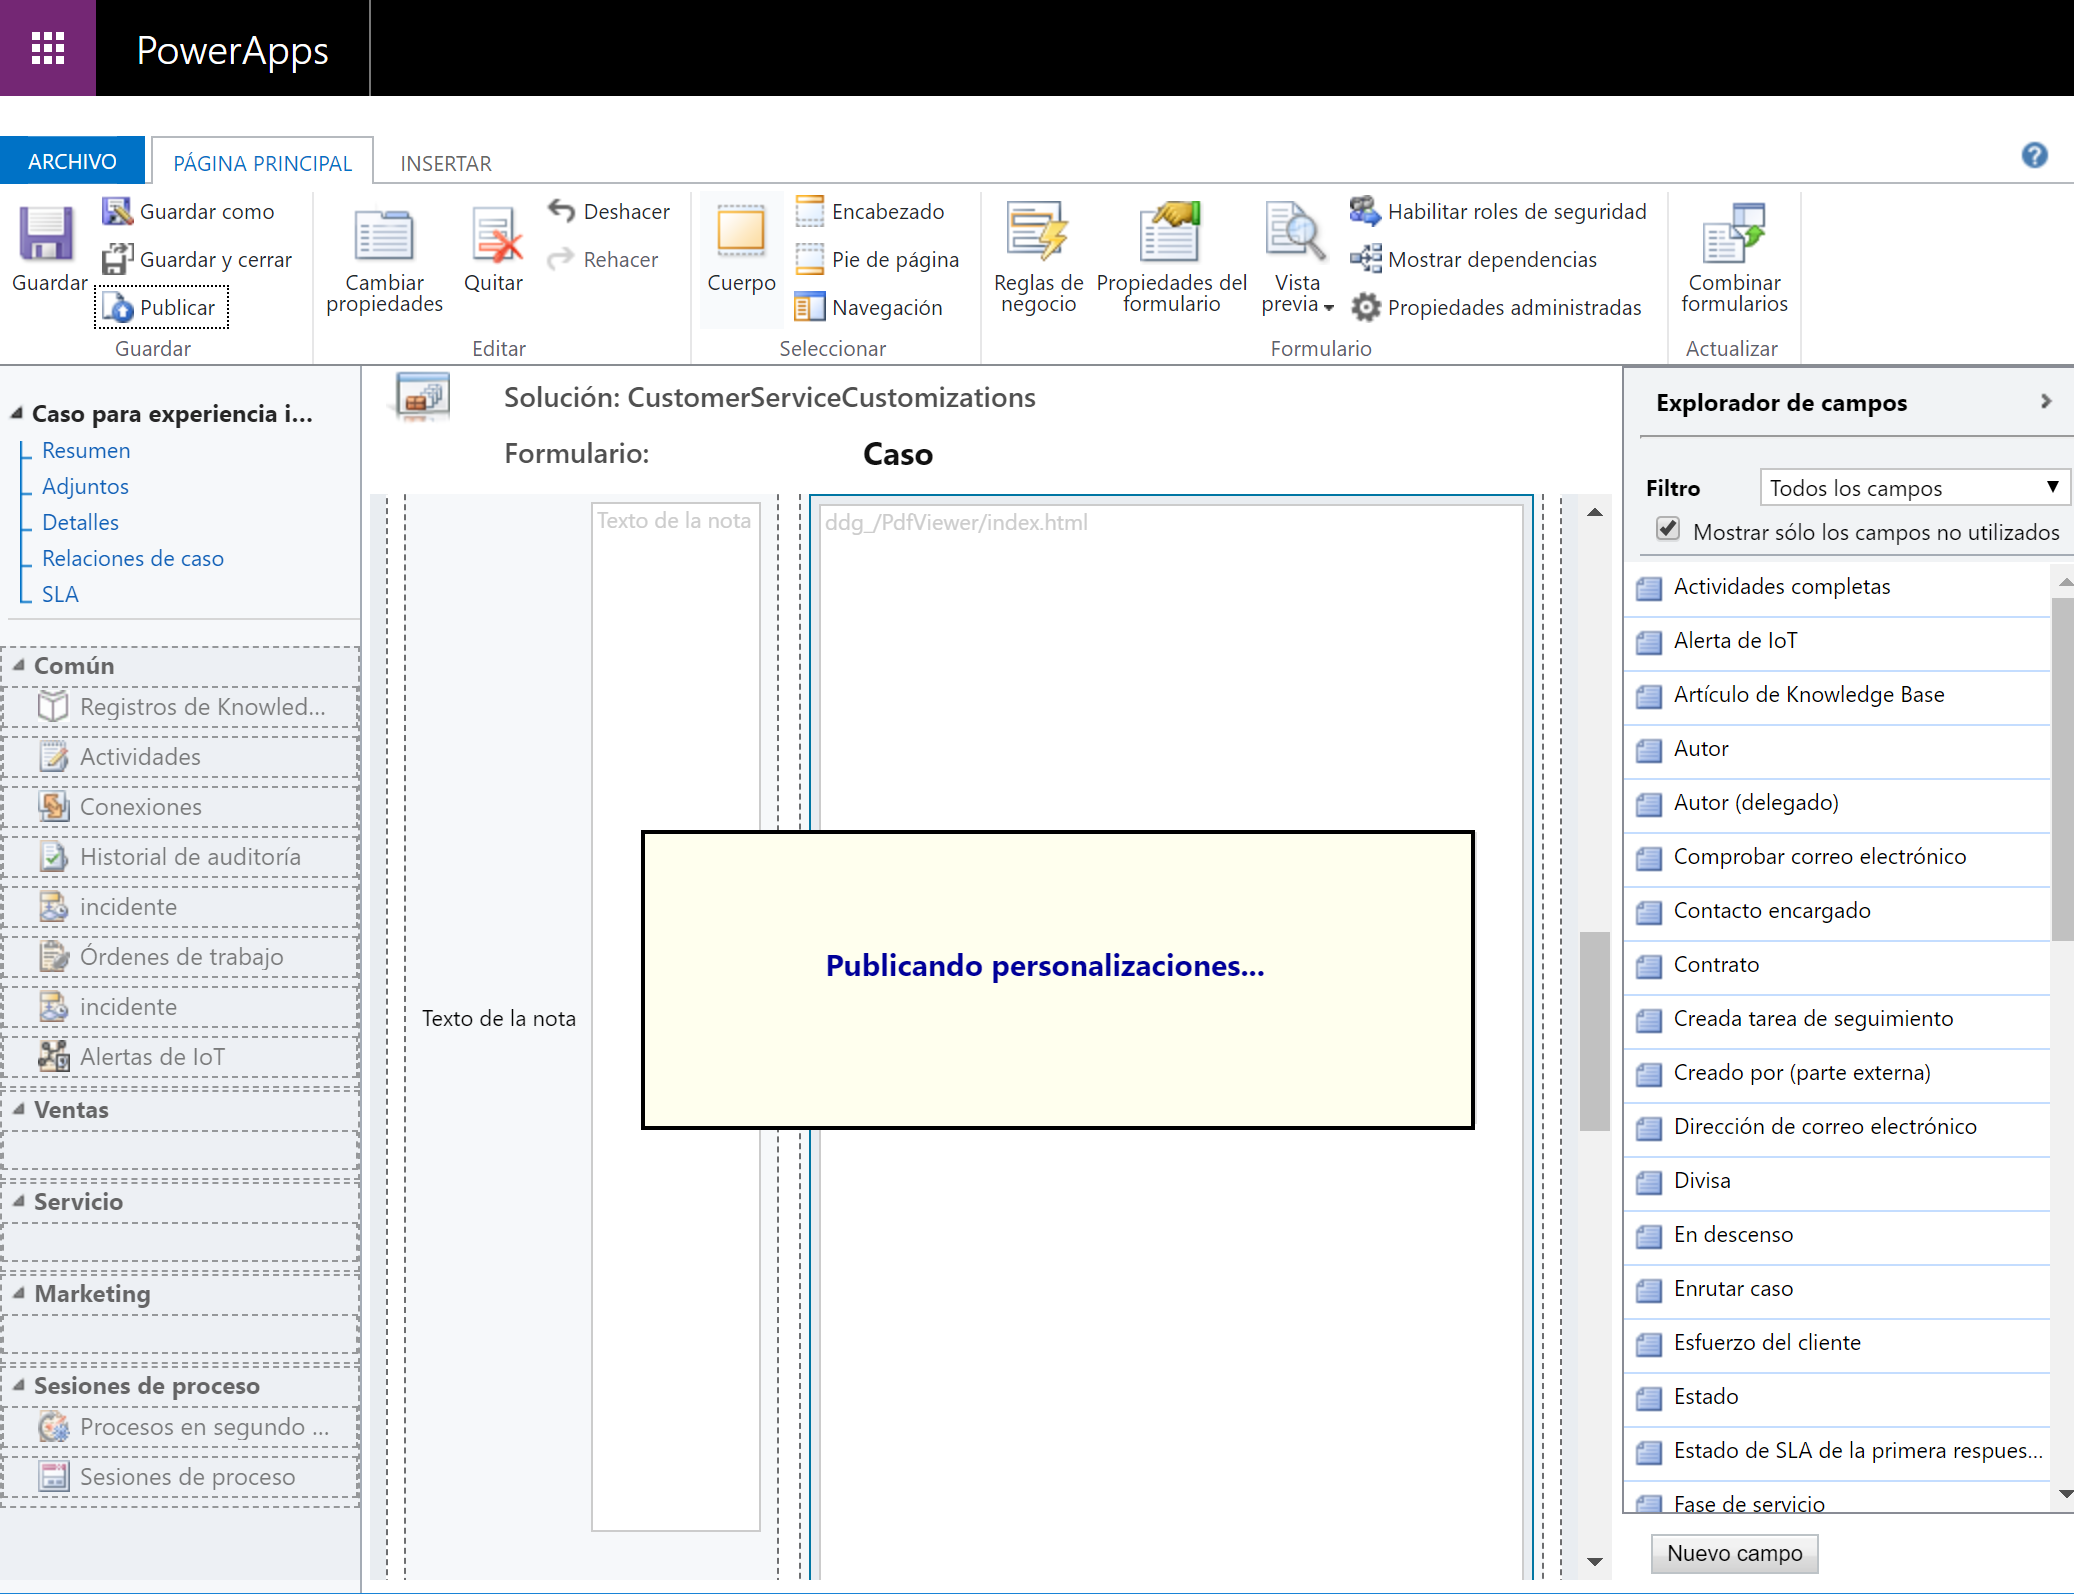 PowerApps
ARCHIVO
PÁGINA PRINCIPAL
INSERTAR
Guardar
Guardar como
Guardar y cerrar
Publicar
Guardar
Cambiar propiedades
Quitar
Deshacer
Rehacer
Editar
Cuerpo
Encabezado
Pie de página
Navegación
Seleccionar
Reglas de negocio
Propiedades del formulario
Vista previa
Habilitar roles de seguridad
Mostrar dependencias
Propiedades administradas
Formulario
Combinar formularios
Actualizar
Caso para experiencia i...
Resumen
Adjuntos
Detalles
Relaciones de caso
SLA
Común
Registros de Knowled...
Actividades
Conexiones
Historial de auditoría
incidente
Órdenes de trabajo
incidente
Alertas de IoT
Ventas
Servicio
Marketing
Sesiones de proceso
Procesos en segundo ...
Sesiones de proceso
Solución: CustomerServiceCustomizations
Formulario:
Caso
Texto de la nota
ddg_/PdfViewer/index.html
Texto de la nota
Publicando personalizaciones...
Explorador de campos
Filtro
Todos los campos
Mostrar sólo los campos no utilizados
Actividades completas
Alerta de IoT
Artículo de Knowledge Base
Autor
Autor (delegado)
Comprobar correo electrónico
Contacto encargado
Contrato
Creada tarea de seguimiento
Creado por (parte externa)
Dirección de correo electrónico
Divisa
En descenso
Enrutar caso
Esfuerzo del cliente
Estado
Estado de SLA de la primera respues...
Fase de servicio
Nuevo campo